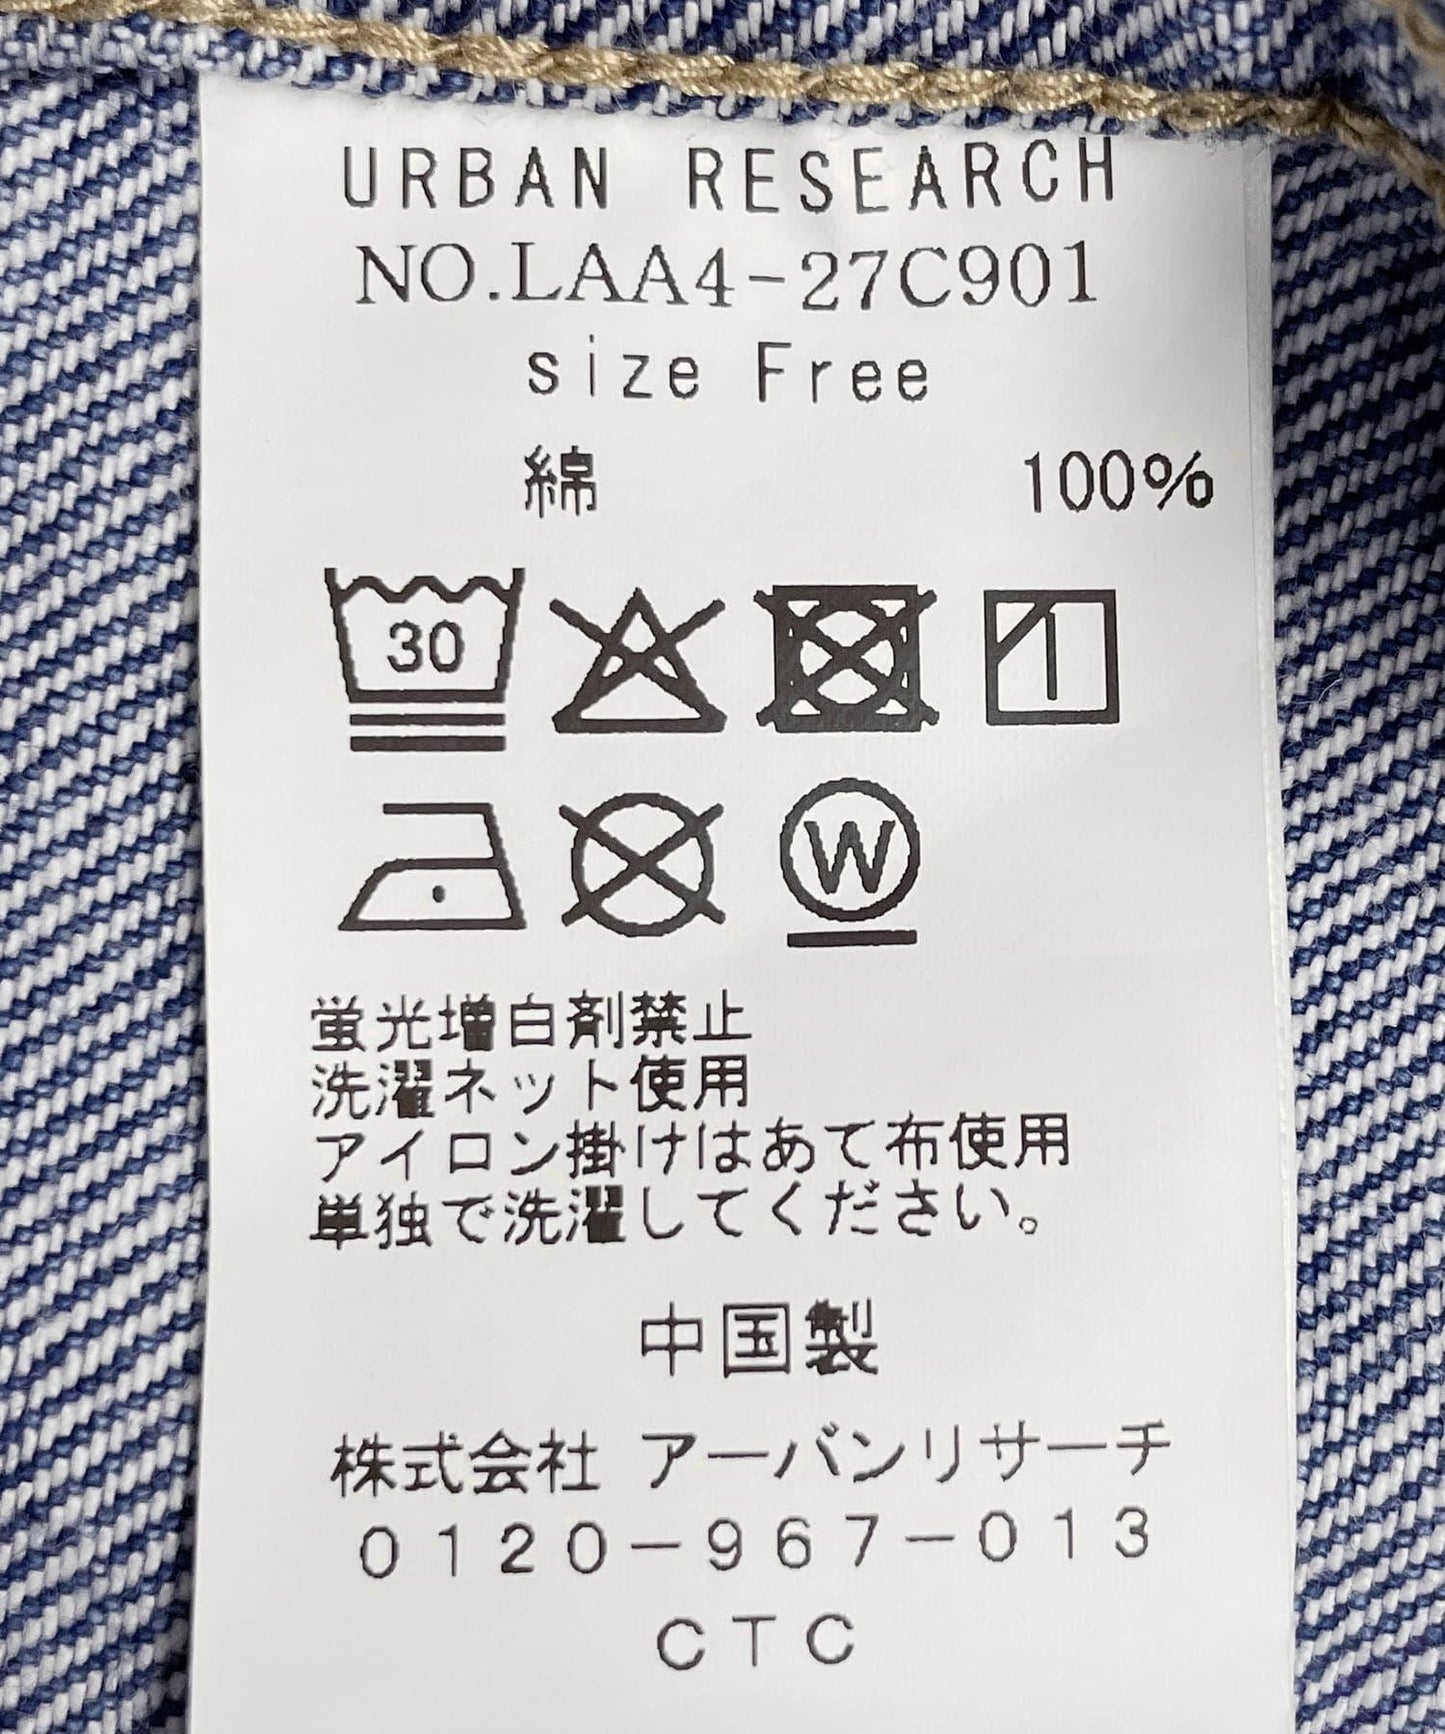 URBAN RESEARCH
NO.LAA4-27C901
size Free
綿 100%
30
W
蛍光増白剤禁止
洗濯ネット使用
アイロン掛けはあて布使用
単独で洗濯してください。
中国製
株式会社 アーバンリサーチ
0120-967-013
CTC